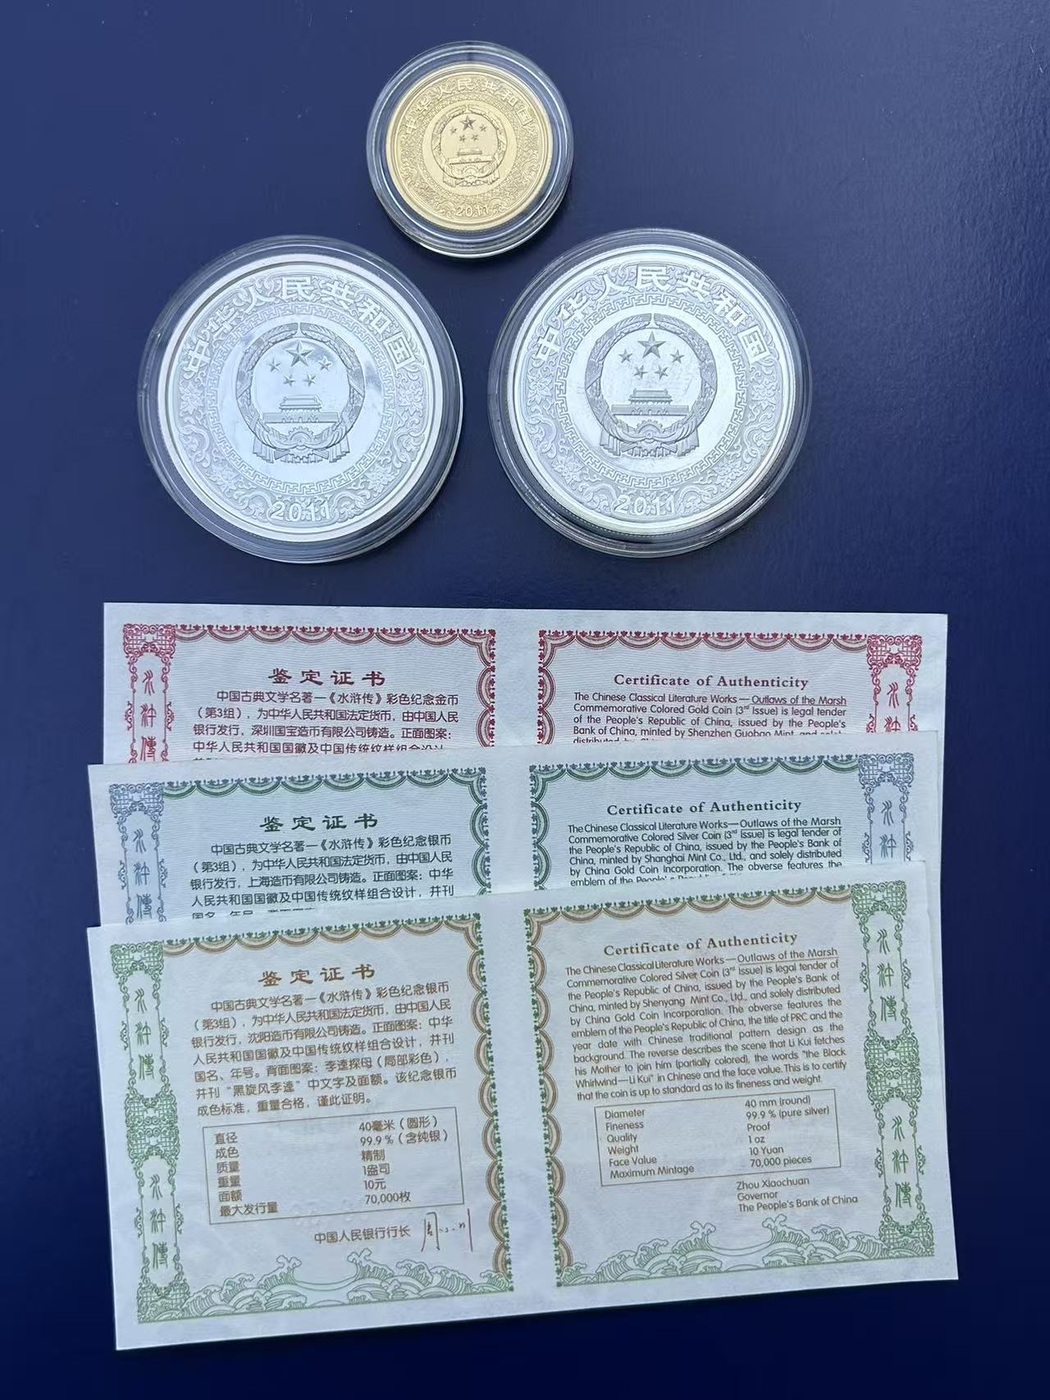 中华人民共和国
2011
中华人民共和国
2011
中华人民共和国
2011
水浒傳
鉴定证书
中国古典文学名著—《水浒传》彩色纪念金币
（第3组），为中华人民共和国法定货币，由中国人民
银行发行，深圳国宝造币有限公司铸造。正面图案：
中华人民共和国国徽及中国传统纹样组合设计，
Certificate of Authenticity
The Chinese Classical Literature Works — Outlaws of the Marsh
Commemorative Colored Gold Coin (3rd Issue) is legal tender
of the People's Republic of China, issued by the People's
Bank of China, minted by Shenzhen Guobao Mint, and solely
distributed by
水浒傳
水浒傳
鉴定证书
中国古典文学名著—《水浒传》彩色纪念银币
（第3组），为中华人民共和国法定货币，由中国人民
银行发行，上海造币有限公司铸造。正面图案：中华
人民共和国国徽及中国传统纹样组合设计，并刊
国名、年号。背面图案
Certificate of Authenticity
The Chinese Classical Literature Works — Outlaws of the Marsh
Commemorative Colored Silver Coin (3rd Issue) is legal tender of
the People's Republic of China, issued by the People's Bank of
China, minted by Shanghai Mint Co., Ltd., and solely distributed
by China Gold Coin Incorporation. The obverse features the
emblem of the People's Republic
水浒傳
水浒傳
水浒傳
鉴定证书
中国古典文学名著—《水浒传》彩色纪念银币
（第3组），为中华人民共和国法定货币，由中国人民
银行发行，沈阳造币有限公司铸造。正面图案：中华
人民共和国国徽及中国传统纹样组合设计，并刊
国名、年号。背面图案：李逵探母（局部彩色），
并刊“黑旋风李逵”中文字及面额。该纪念银币
成色标准，重量合格，谨此证明。
直径 40毫米（圆形）
成色 99.9％（含纯银）
质量 精制
重量 1盎司
面额 10元
最大发行量 70,000枚
中国人民银行行长
Certificate of Authenticity
The Chinese Classical Literature Works — Outlaws of the Marsh
Commemorative Colored Silver Coin (3rd Issue) is legal tender of
the People's Republic of China, issued by the People's Bank of
China, minted by Shenyang Mint Co., Ltd., and solely distributed
by China Gold Coin Incorporation. The obverse features the
emblem of the People's Republic of China, the title of PRC and the
year date with Chinese traditional pattern design as the
background. The reverse describes the scene that Li Kui fetches
his Mother to join him (partially colored), the words "the Black
Whirlwind—Li Kui" in Chinese and the face value. This is to certify
that the coin is up to standard as to its fineness and weight.
Diameter 40 mm (round)
Fineness 99.9 % (pure silver)
Quality Proof
Weight 1 oz
Face Value 10 Yuan
Maximum Mintage 70,000 pieces
Zhou Xiaochuan
Governor
The People's Bank of China
水浒傳
水浒傳